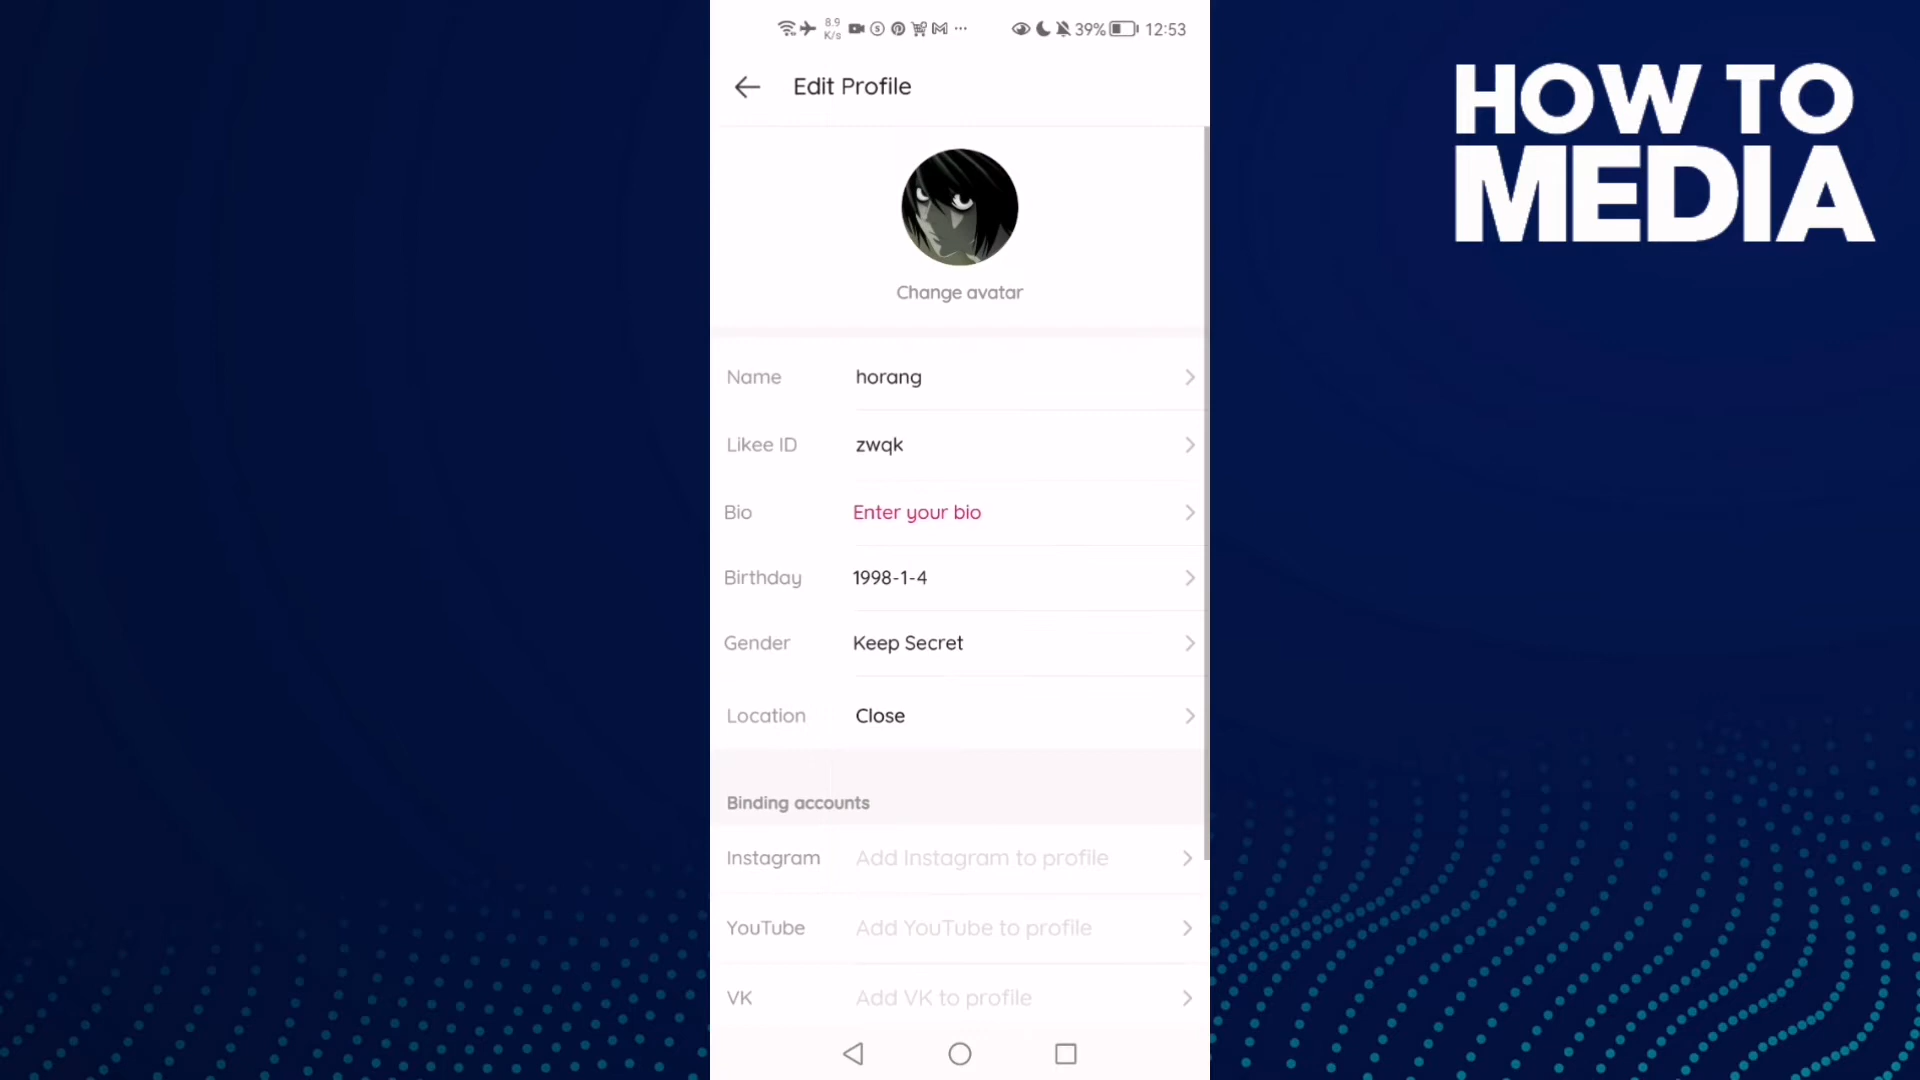 8.9
K/s
39%
12:53
Edit Profile
HOW TO
MEDIA
Change avatar
Name horang
Likee ID zwqk
Bio Enter your bio
Birthday 1998-1-4
Gender Keep Secret
Location Close
Binding accounts
Instagram Add Instagram to profile
YouTube Add YouTube to profile
VK Add VK to profile